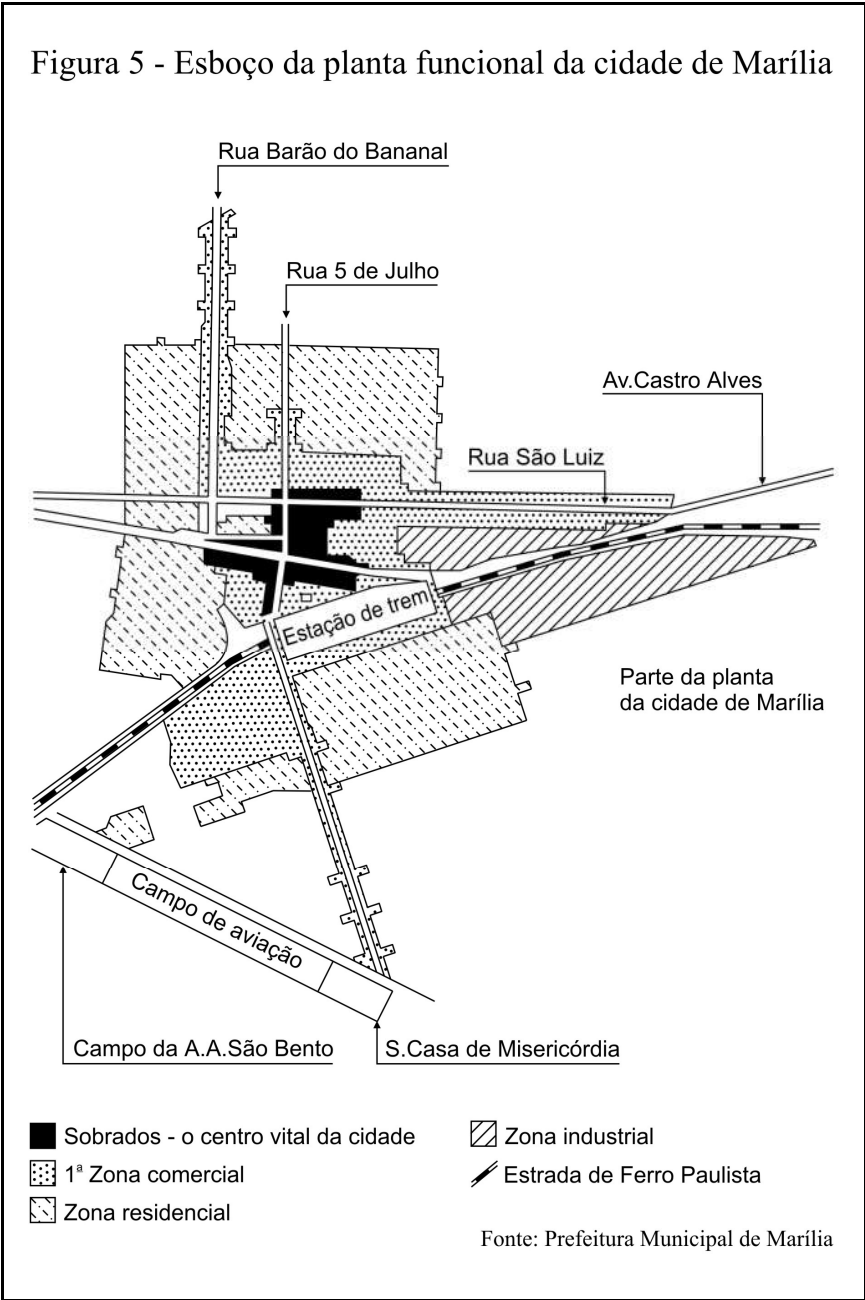 Figura 5 - Esboço da planta funcional da cidade de Marília
Rua Barão do Bananal
Rua 5 de Julho
Av.Castro Alves
Rua São Luiz
Estação de trem
Parte da planta
da cidade de Marília
Campo de aviação
Campo da A.A.São Bento
S.Casa de Misericórdia
Sobrados - o centro vital da cidade
1ª Zona comercial
Zona residencial
Zona industrial
Estrada de Ferro Paulista
Fonte: Prefeitura Municipal de Marília